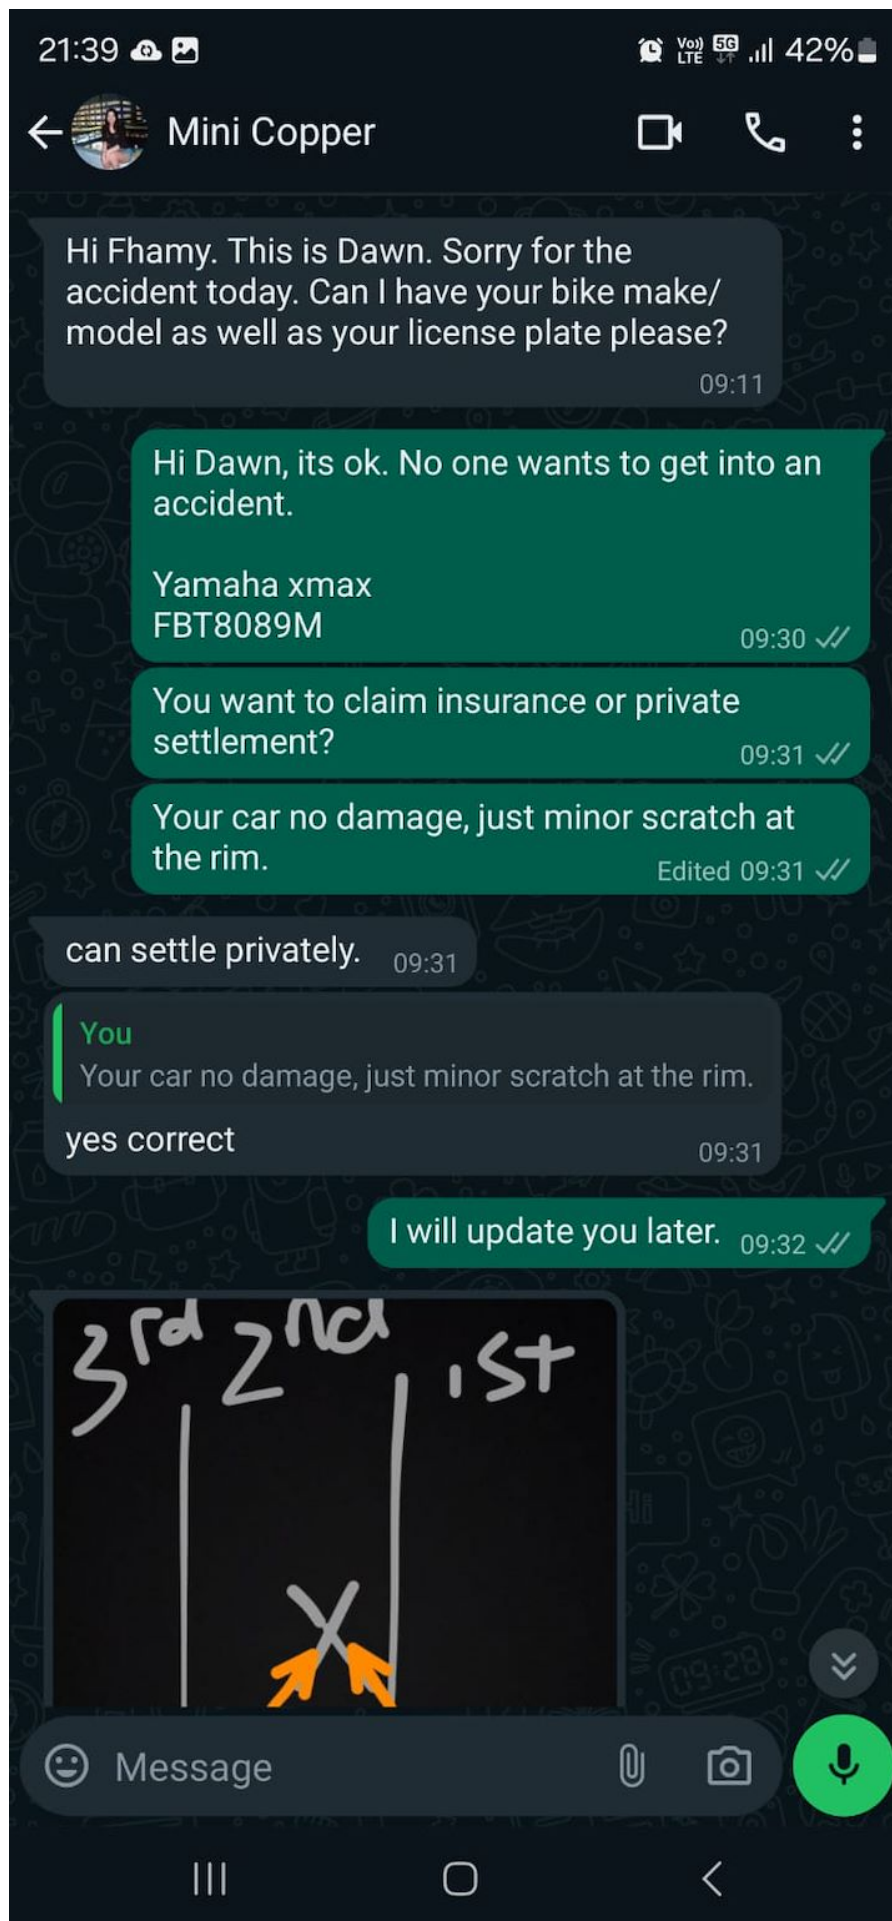 21:39
Vo)) LTE 5G 42%
Mini Copper
Hi Fhamy. This is Dawn. Sorry for the
accident today. Can I have your bike make/
model as well as your license plate please?
09:11
Hi Dawn, its ok. No one wants to get into an
accident.
Yamaha xmax
FBT8089M
09:30
You want to claim insurance or private
settlement?
09:31
Your car no damage, just minor scratch at
the rim.
Edited 09:31
can settle privately. 09:31
You
Your car no damage, just minor scratch at the rim.
yes correct
09:31
I will update you later. 09:32
3rd 2nd 1st
X
09:28
Message